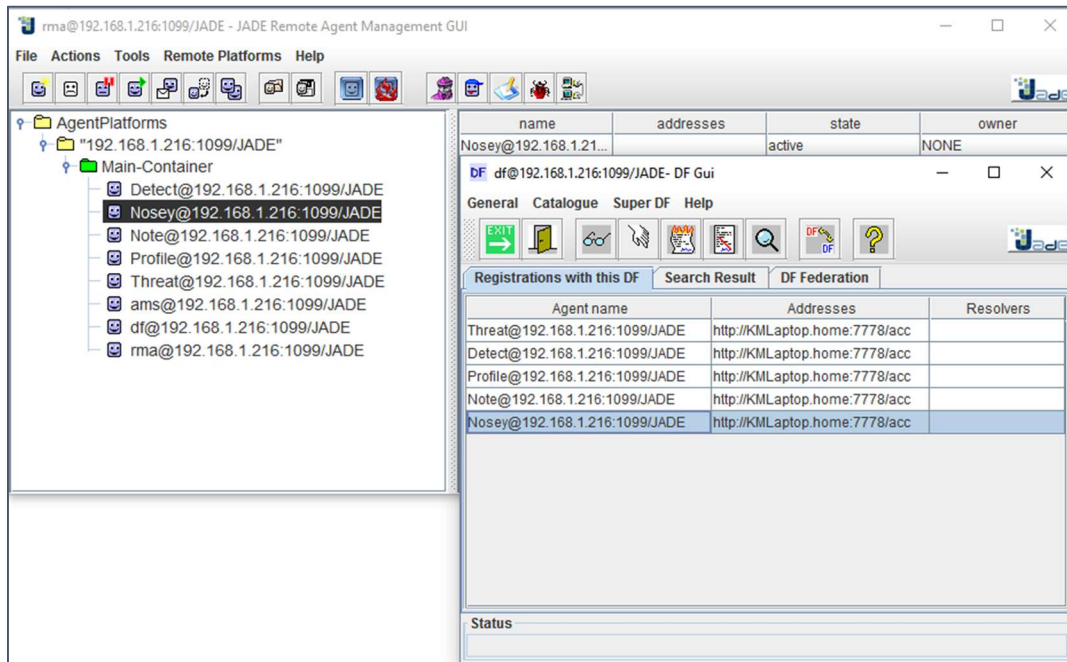 rma@192.168.1.216:1099/JADE - JADE Remote Agent Management GUI
File Actions Tools Remote Platforms Help
Jade
AgentPlatforms
"192.168.1.216:1099/JADE"
Main-Container
Detect@192.168.1.216:1099/JADE
Nosey@192.168.1.216:1099/JADE
Note@192.168.1.216:1099/JADE
Profile@192.168.1.216:1099/JADE
Threat@192.168.1.216:1099/JADE
ams@192.168.1.216:1099/JADE
df@192.168.1.216:1099/JADE
rma@192.168.1.216:1099/JADE
name addresses state owner
Nosey@192.168.1.21... active NONE
DF df@192.168.1.216:1099/JADE- DF Gui
General Catalogue Super DF Help
EXIT DF DF ? Jade
Registrations with this DF Search Result DF Federation
Agent name Addresses Resolvers
Threat@192.168.1.216:1099/JADE http://KMLaptop.home:7778/acc
Detect@192.168.1.216:1099/JADE http://KMLaptop.home:7778/acc
Profile@192.168.1.216:1099/JADE http://KMLaptop.home:7778/acc
Note@192.168.1.216:1099/JADE http://KMLaptop.home:7778/acc
Nosey@192.168.1.216:1099/JADE http://KMLaptop.home:7778/acc
Status